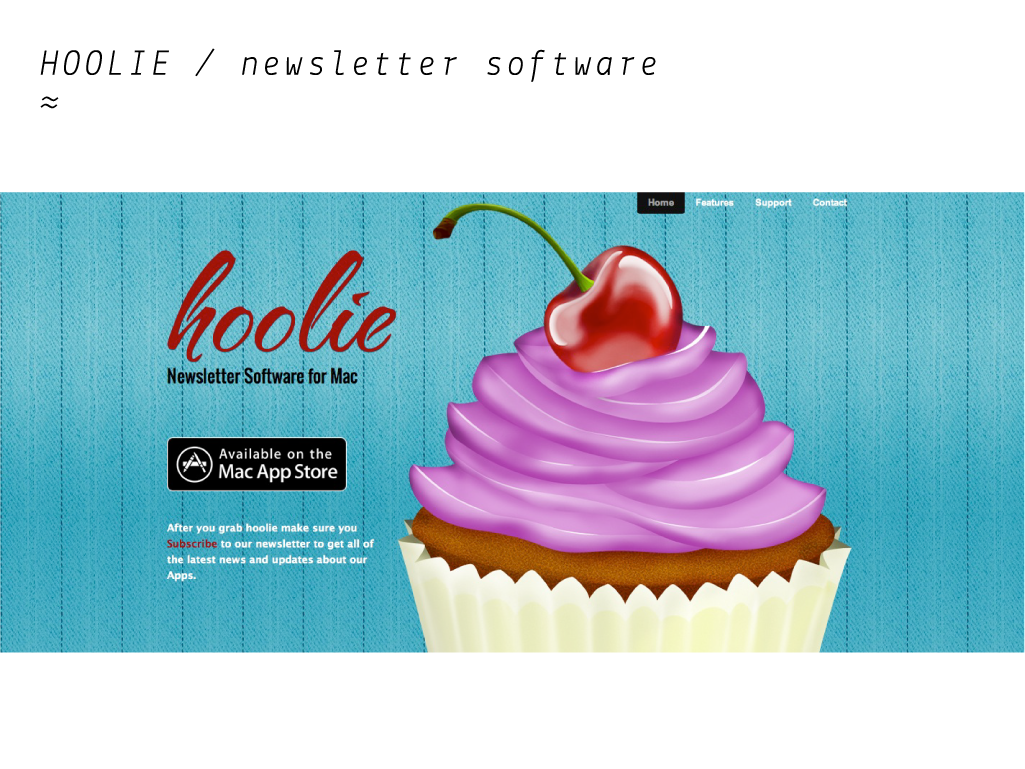 HOOLIE / newsletter software
≈
Home Features Support Contact
hoolie
Newsletter Software for Mac
Available on the
Mac App Store
After you grab hoolie make sure you
Subscribe to our newsletter to get all of
the latest news and updates about our
Apps.